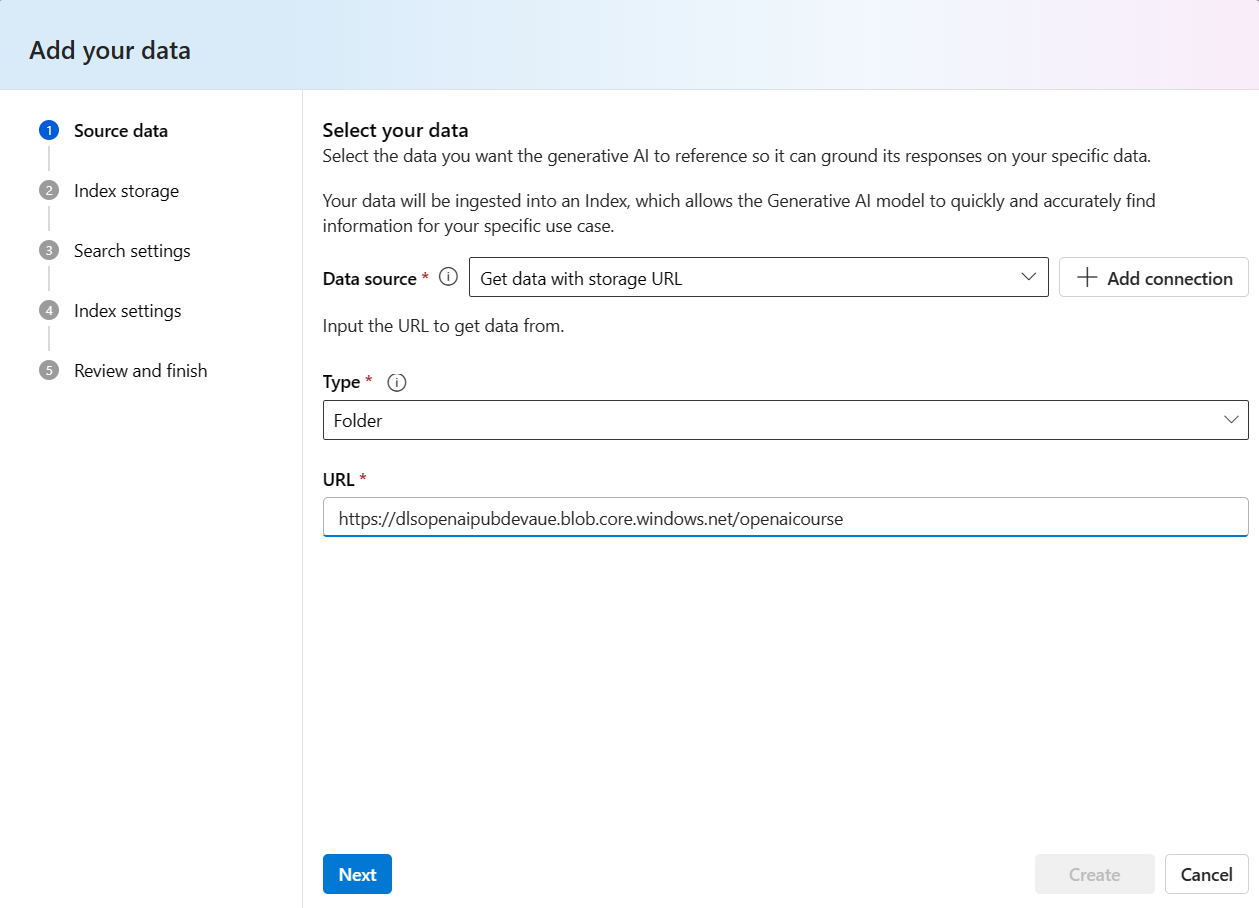 Add your data
1 Source data
2 Index storage
3 Search settings
4 Index settings
5 Review and finish
Select your data
Select the data you want the generative AI to reference so it can ground its responses on your specific data.
Your data will be ingested into an Index, which allows the Generative AI model to quickly and accurately find
information for your specific use case.
Data source * Get data with storage URL Add connection
Input the URL to get data from.
Type *
Folder
URL *
https://dlsopenaipubdevaue.blob.core.windows.net/openaicourse
Next Create Cancel